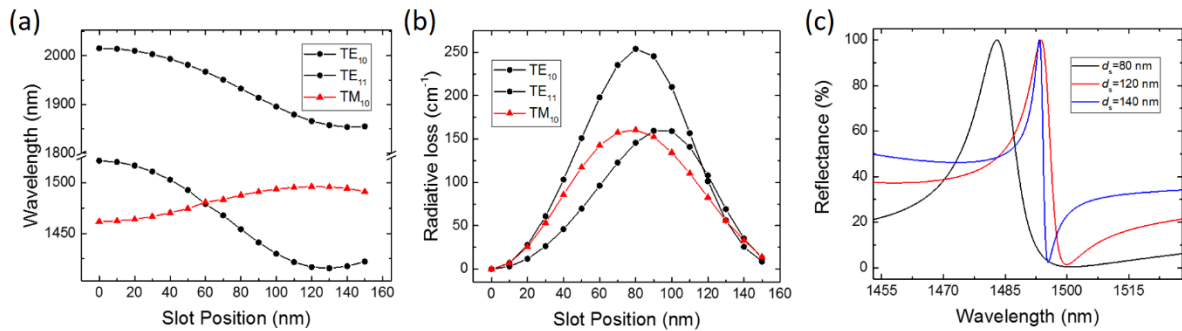 (a)
Wavelength (nm)
2000
1900
1800
1500
1450
TE10
TE11
TM10
0 20 40 60 80 100 120 140 160
Slot Position (nm)
(b)
Radiative loss (cm-1)
250
200
150
100
50
0
TE10
TE11
TM10
0 20 40 60 80 100 120 140 160
Slot Position (nm)
(c)
Reflectance (%)
100
80
60
40
20
0
ds=80 nm
ds=120 nm
ds=140 nm
1455 1470 1485 1500 1515
Wavelength (nm)